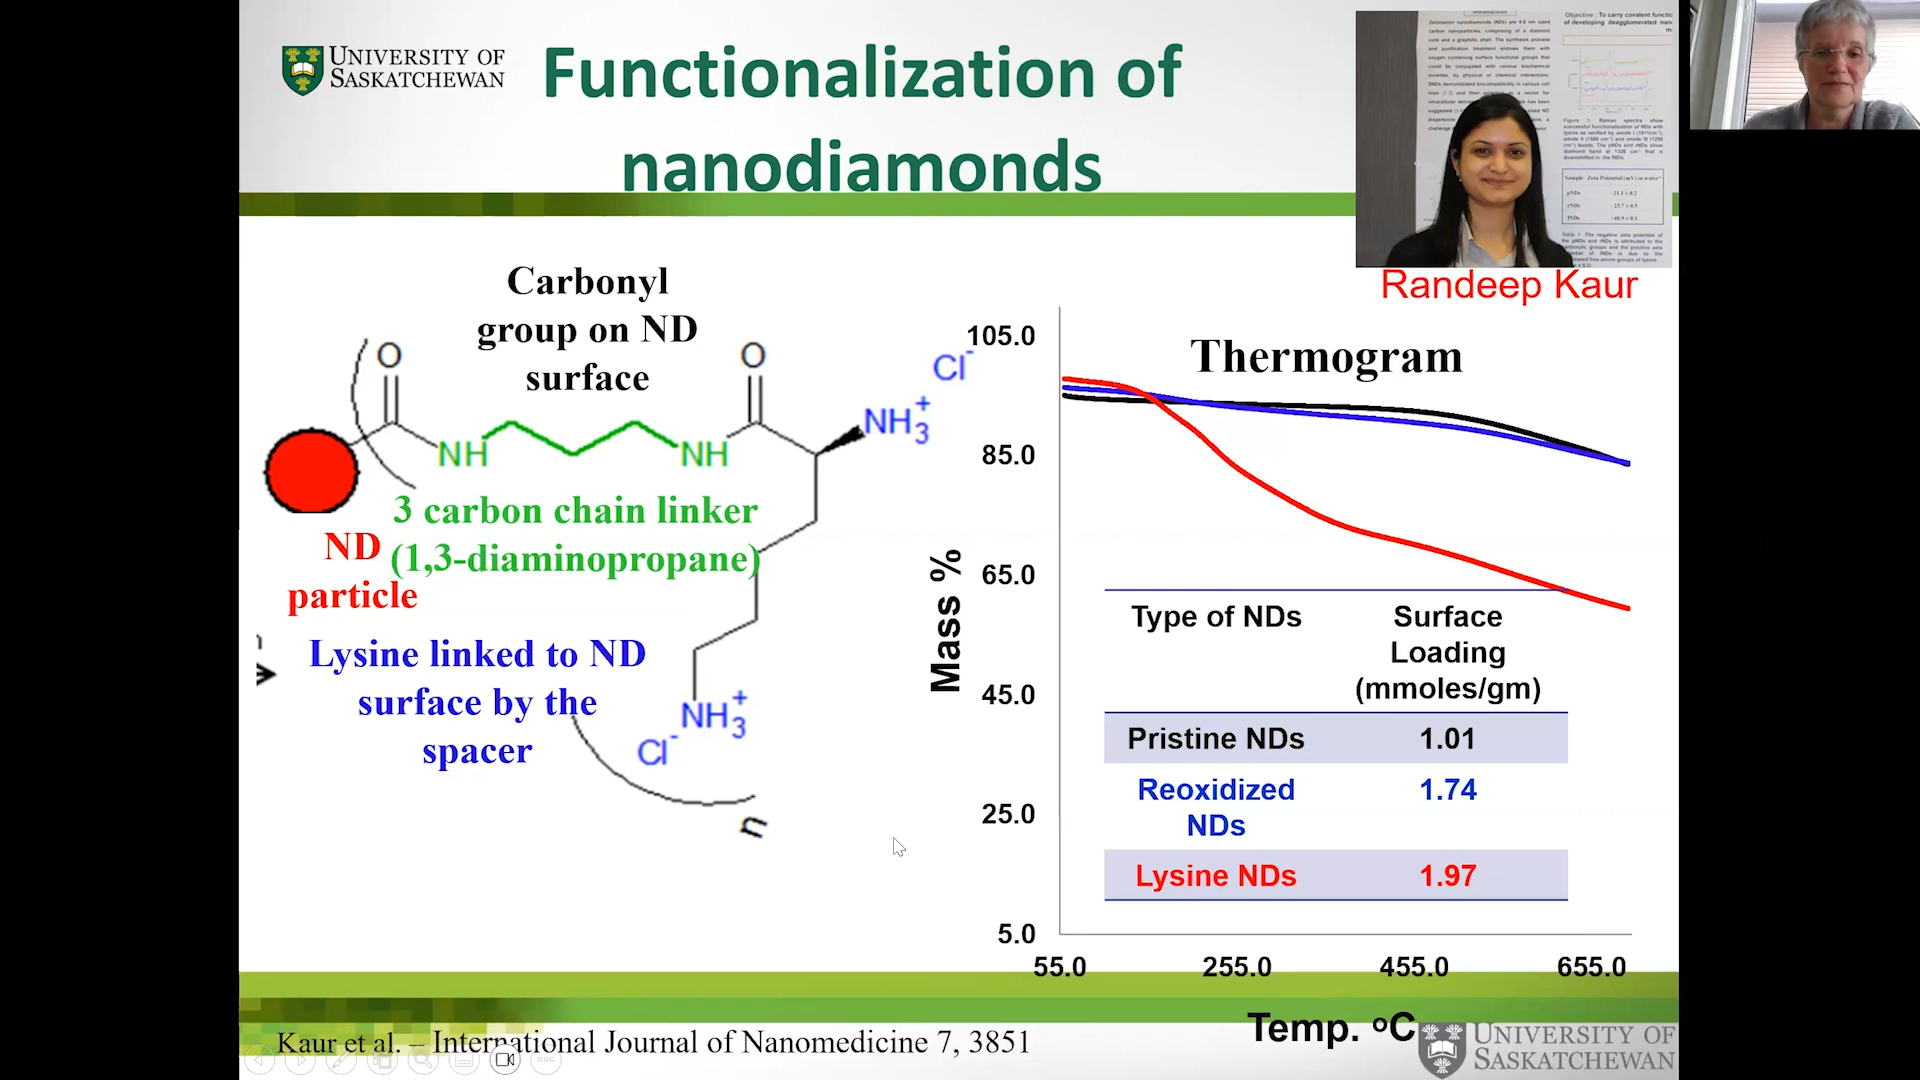 UNIVERSITY OF
SASKATCHEWAN
Functionalization of
nanodiamonds
Randeep Kaur
Carbonyl
group on ND
surface
O
O
Cl-
NH3+
NH
NH
3 carbon chain linker
(1,3-diaminopropane)
ND
particle
Lysine linked to ND
surface by the
spacer
NH3+
Cl-
n
Thermogram
Mass %
105.0
85.0
65.0
45.0
25.0
5.0
55.0 255.0 455.0 655.0
Temp. oC
Type of NDs Surface
Loading
(mmoles/gm)
Pristine NDs 1.01
Reoxidized 1.74
NDs
Lysine NDs 1.97
Kaur et al. – International Journal of Nanomedicine 7, 3851
UNIVERSITY OF
SASKATCHEWAN